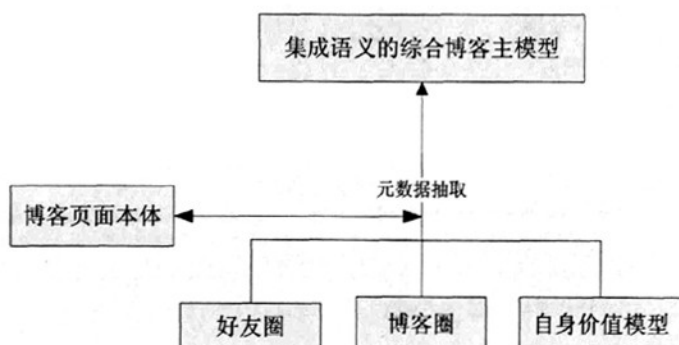 集成语义的综合博客主模型
元数据抽取
博客页面本体
好友圈
博客圈
自身价值模型